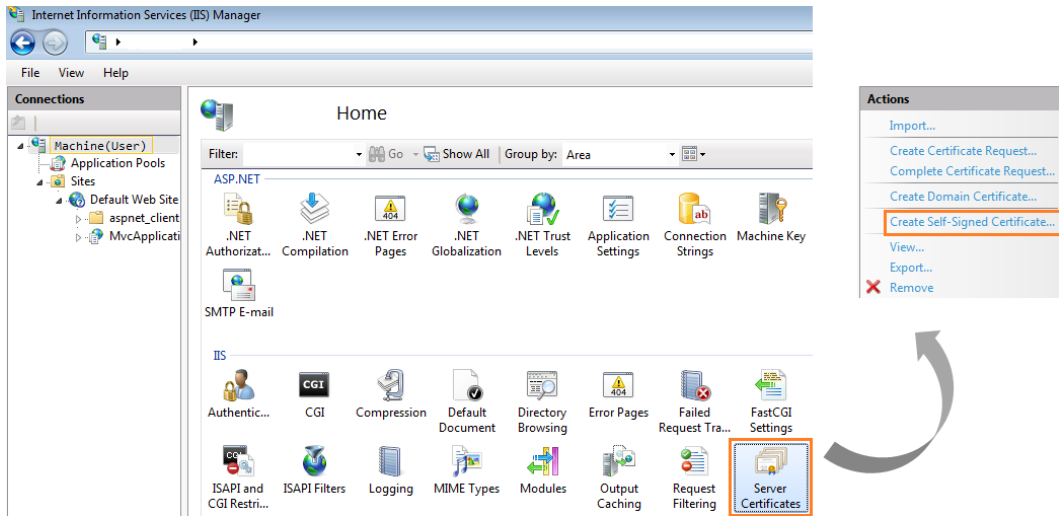 Internet Information Services (IIS) Manager
File View Help
Connections
Machine(User)
Application Pools
Sites
Default Web Site
aspnet_client
MvcApplicati
Home
Filter: Go Show All Group by: Area
ASP.NET
.NET Authorizat...
.NET Compilation
.NET Error Pages
.NET Globalization
.NET Trust Levels
Application Settings
Connection Strings
Machine Key
SMTP E-mail
IIS
Authentic...
CGI
Compression
Default Document
Directory Browsing
Error Pages
Failed Request Tra...
FastCGI Settings
ISAPI and CGI Restri...
ISAPI Filters
Logging
MIME Types
Modules
Output Caching
Request Filtering
Server Certificates
Actions
Import...
Create Certificate Request...
Complete Certificate Request...
Create Domain Certificate...
Create Self-Signed Certificate...
View...
Export...
Remove